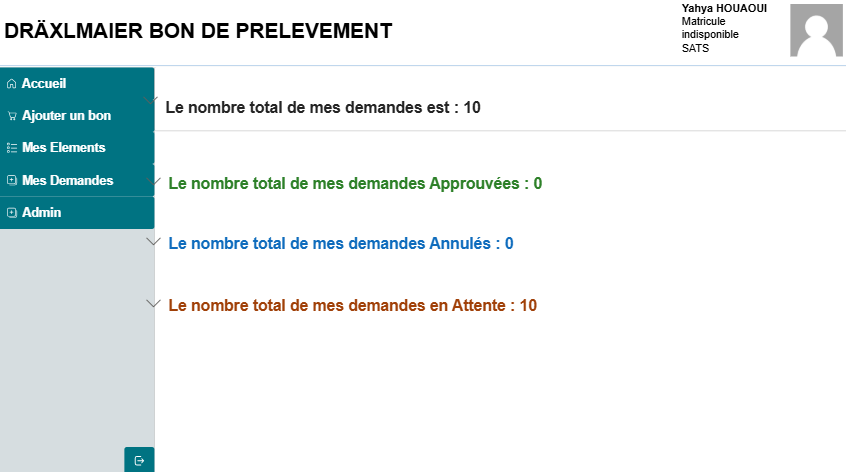 DRÄXLMAIER BON DE PRELEVEMENT
Yahya HOUAOUI
Matricule
indisponible
SATS
Accueil
Ajouter un bon
Mes Elements
Mes Demandes
Admin
Le nombre total de mes demandes est : 10
Le nombre total de mes demandes Approuvées : 0
Le nombre total de mes demandes Annulés : 0
Le nombre total de mes demandes en Attente : 10